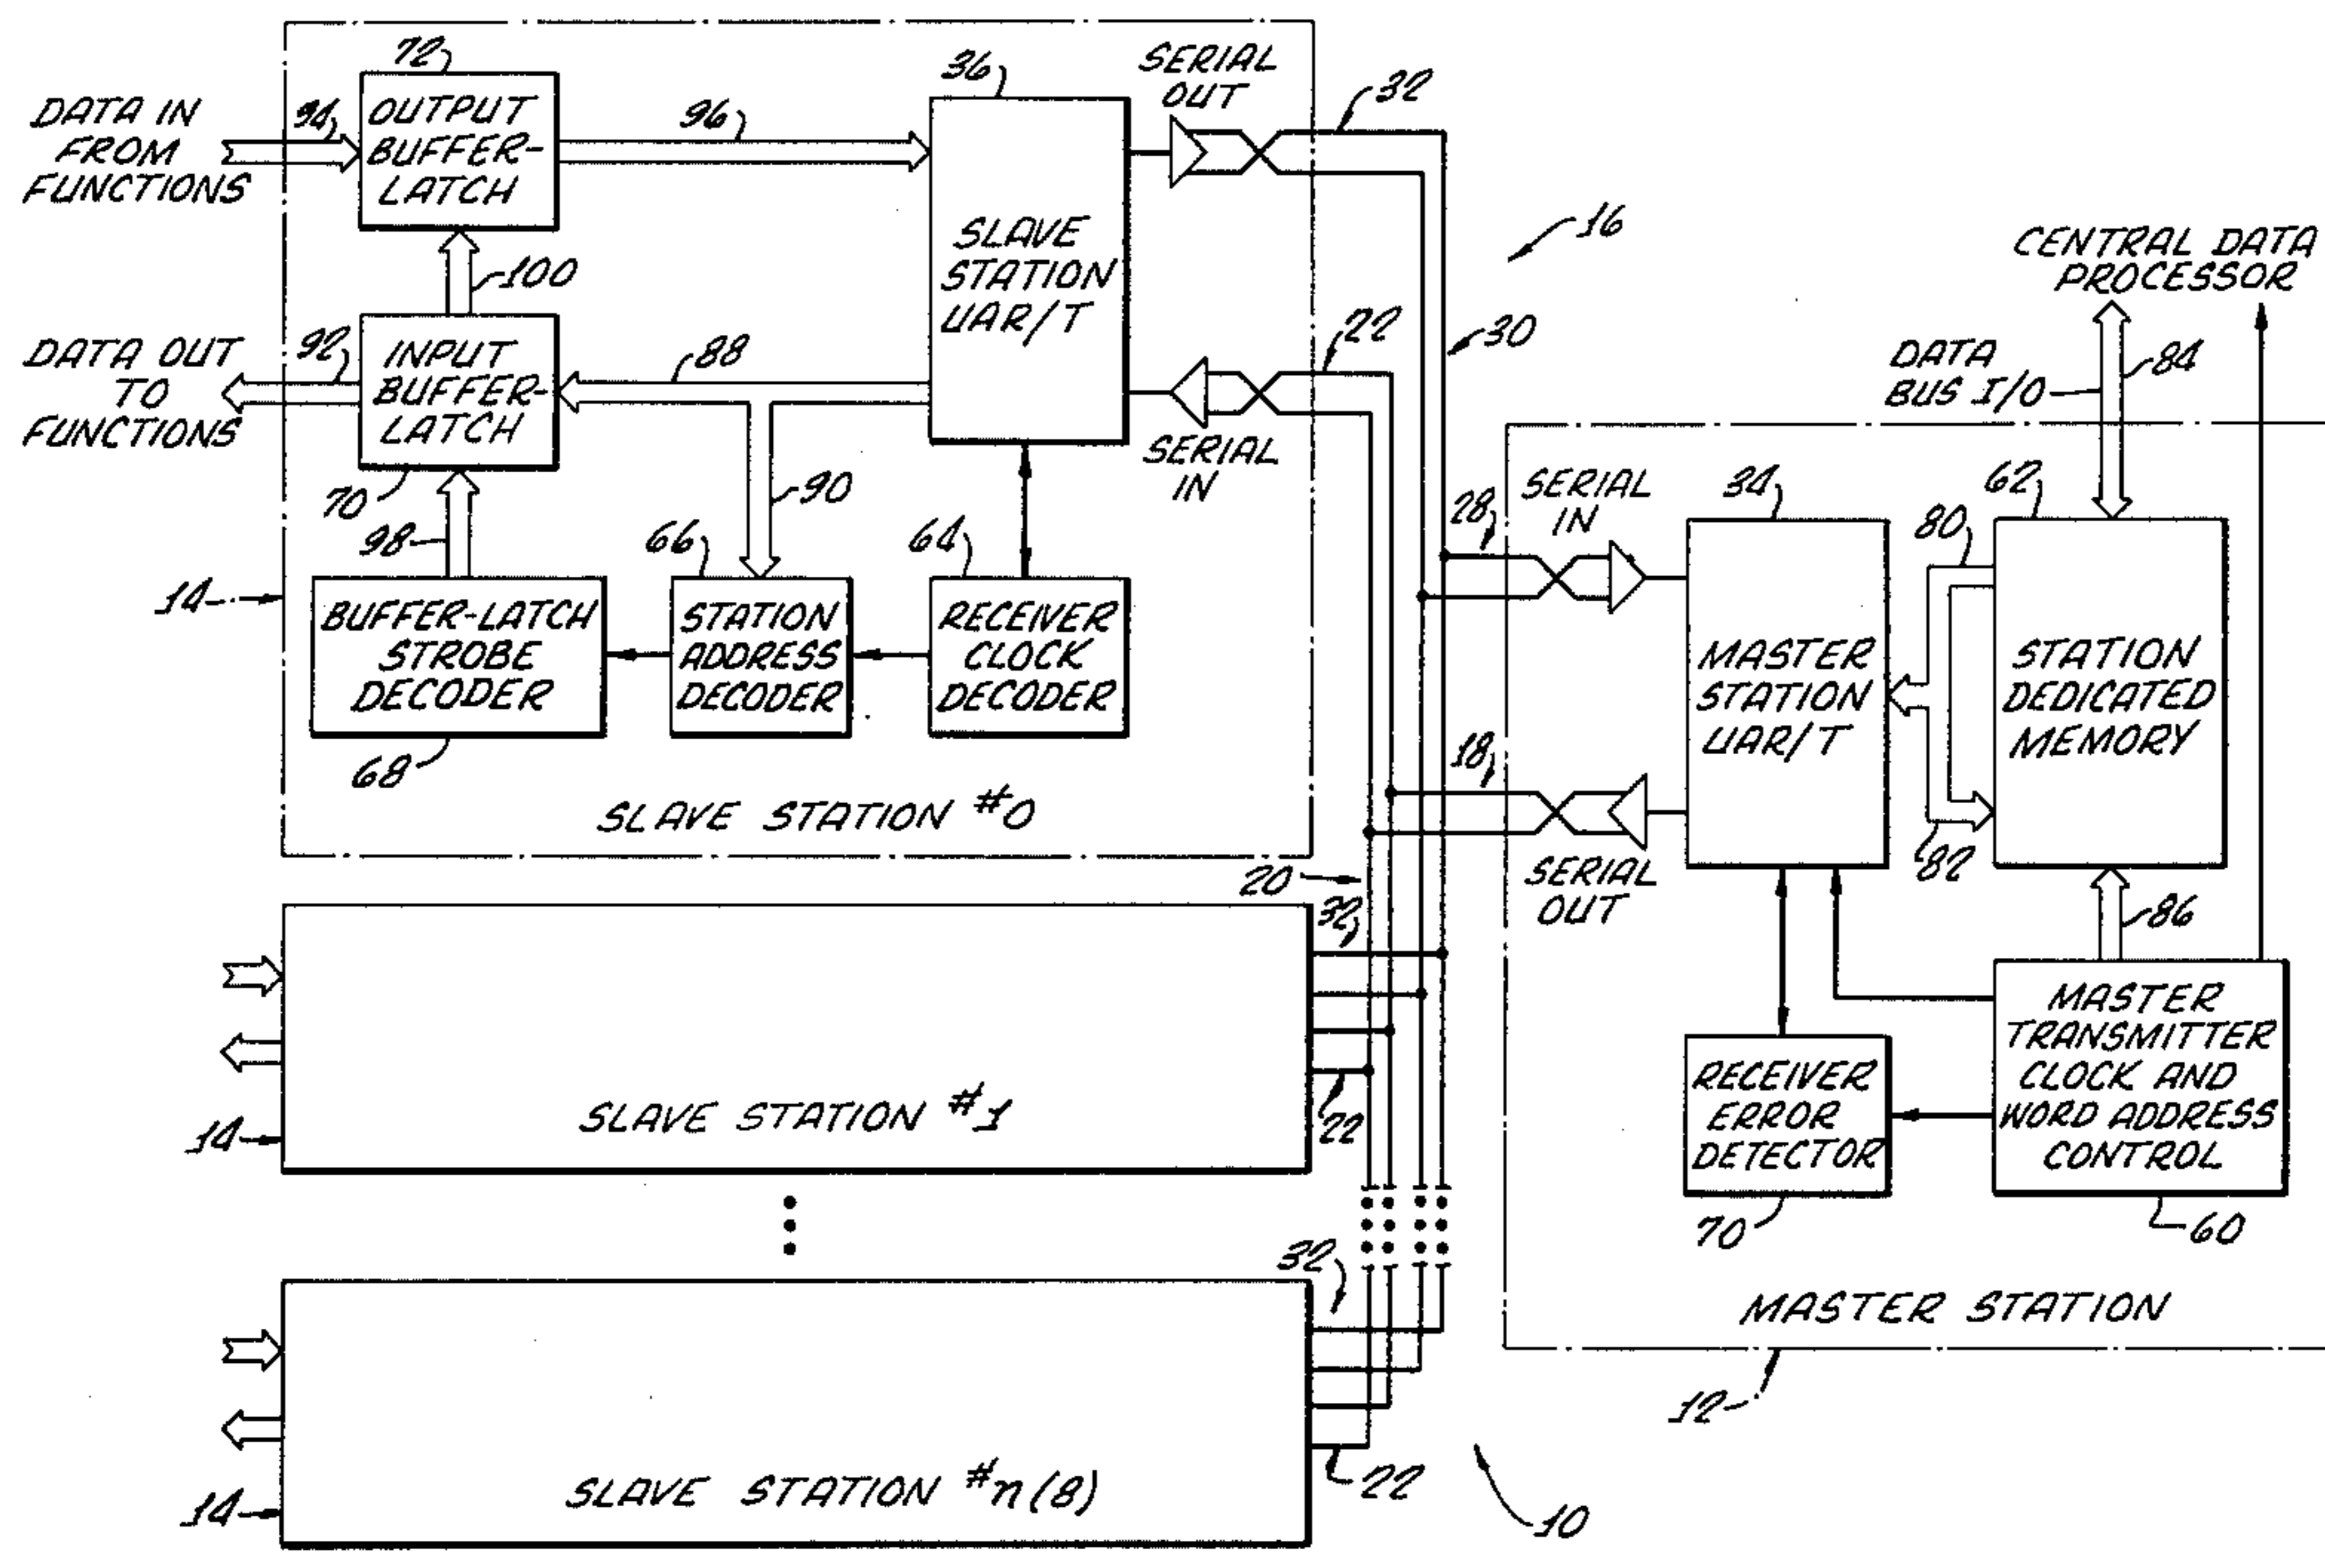 72
OUTPUT
BUFFER-
LATCH
DATA IN
FROM
FUNCTIONS
94
96
36
SLAVE
STATION
UAR/T
SERIAL
OUT
32
16
100
DATA OUT
TO
FUNCTIONS
92
INPUT
BUFFER-
LATCH
70
88
90
22
SERIAL
IN
30
98
66
64
14
BUFFER-LATCH
STROBE
DECODER
68
STATION
ADDRESS
DECODER
RECEIVER
CLOCK
DECODER
SLAVE STATION #0
CENTRAL DATA
PROCESSOR
DATA
BUS I/O
84
28
SERIAL
IN
34
MASTER
STATION
UAR/T
80
62
STATION
DEDICATED
MEMORY
18
SERIAL
OUT
82
86
20
32
SLAVE STATION #1
14
22
RECEIVER
ERROR
DETECTOR
70
MASTER
TRANSMITTER
CLOCK AND
WORD ADDRESS
CONTROL
60
MASTER STATION
12
32
SLAVE STATION #n(8)
14
22
10